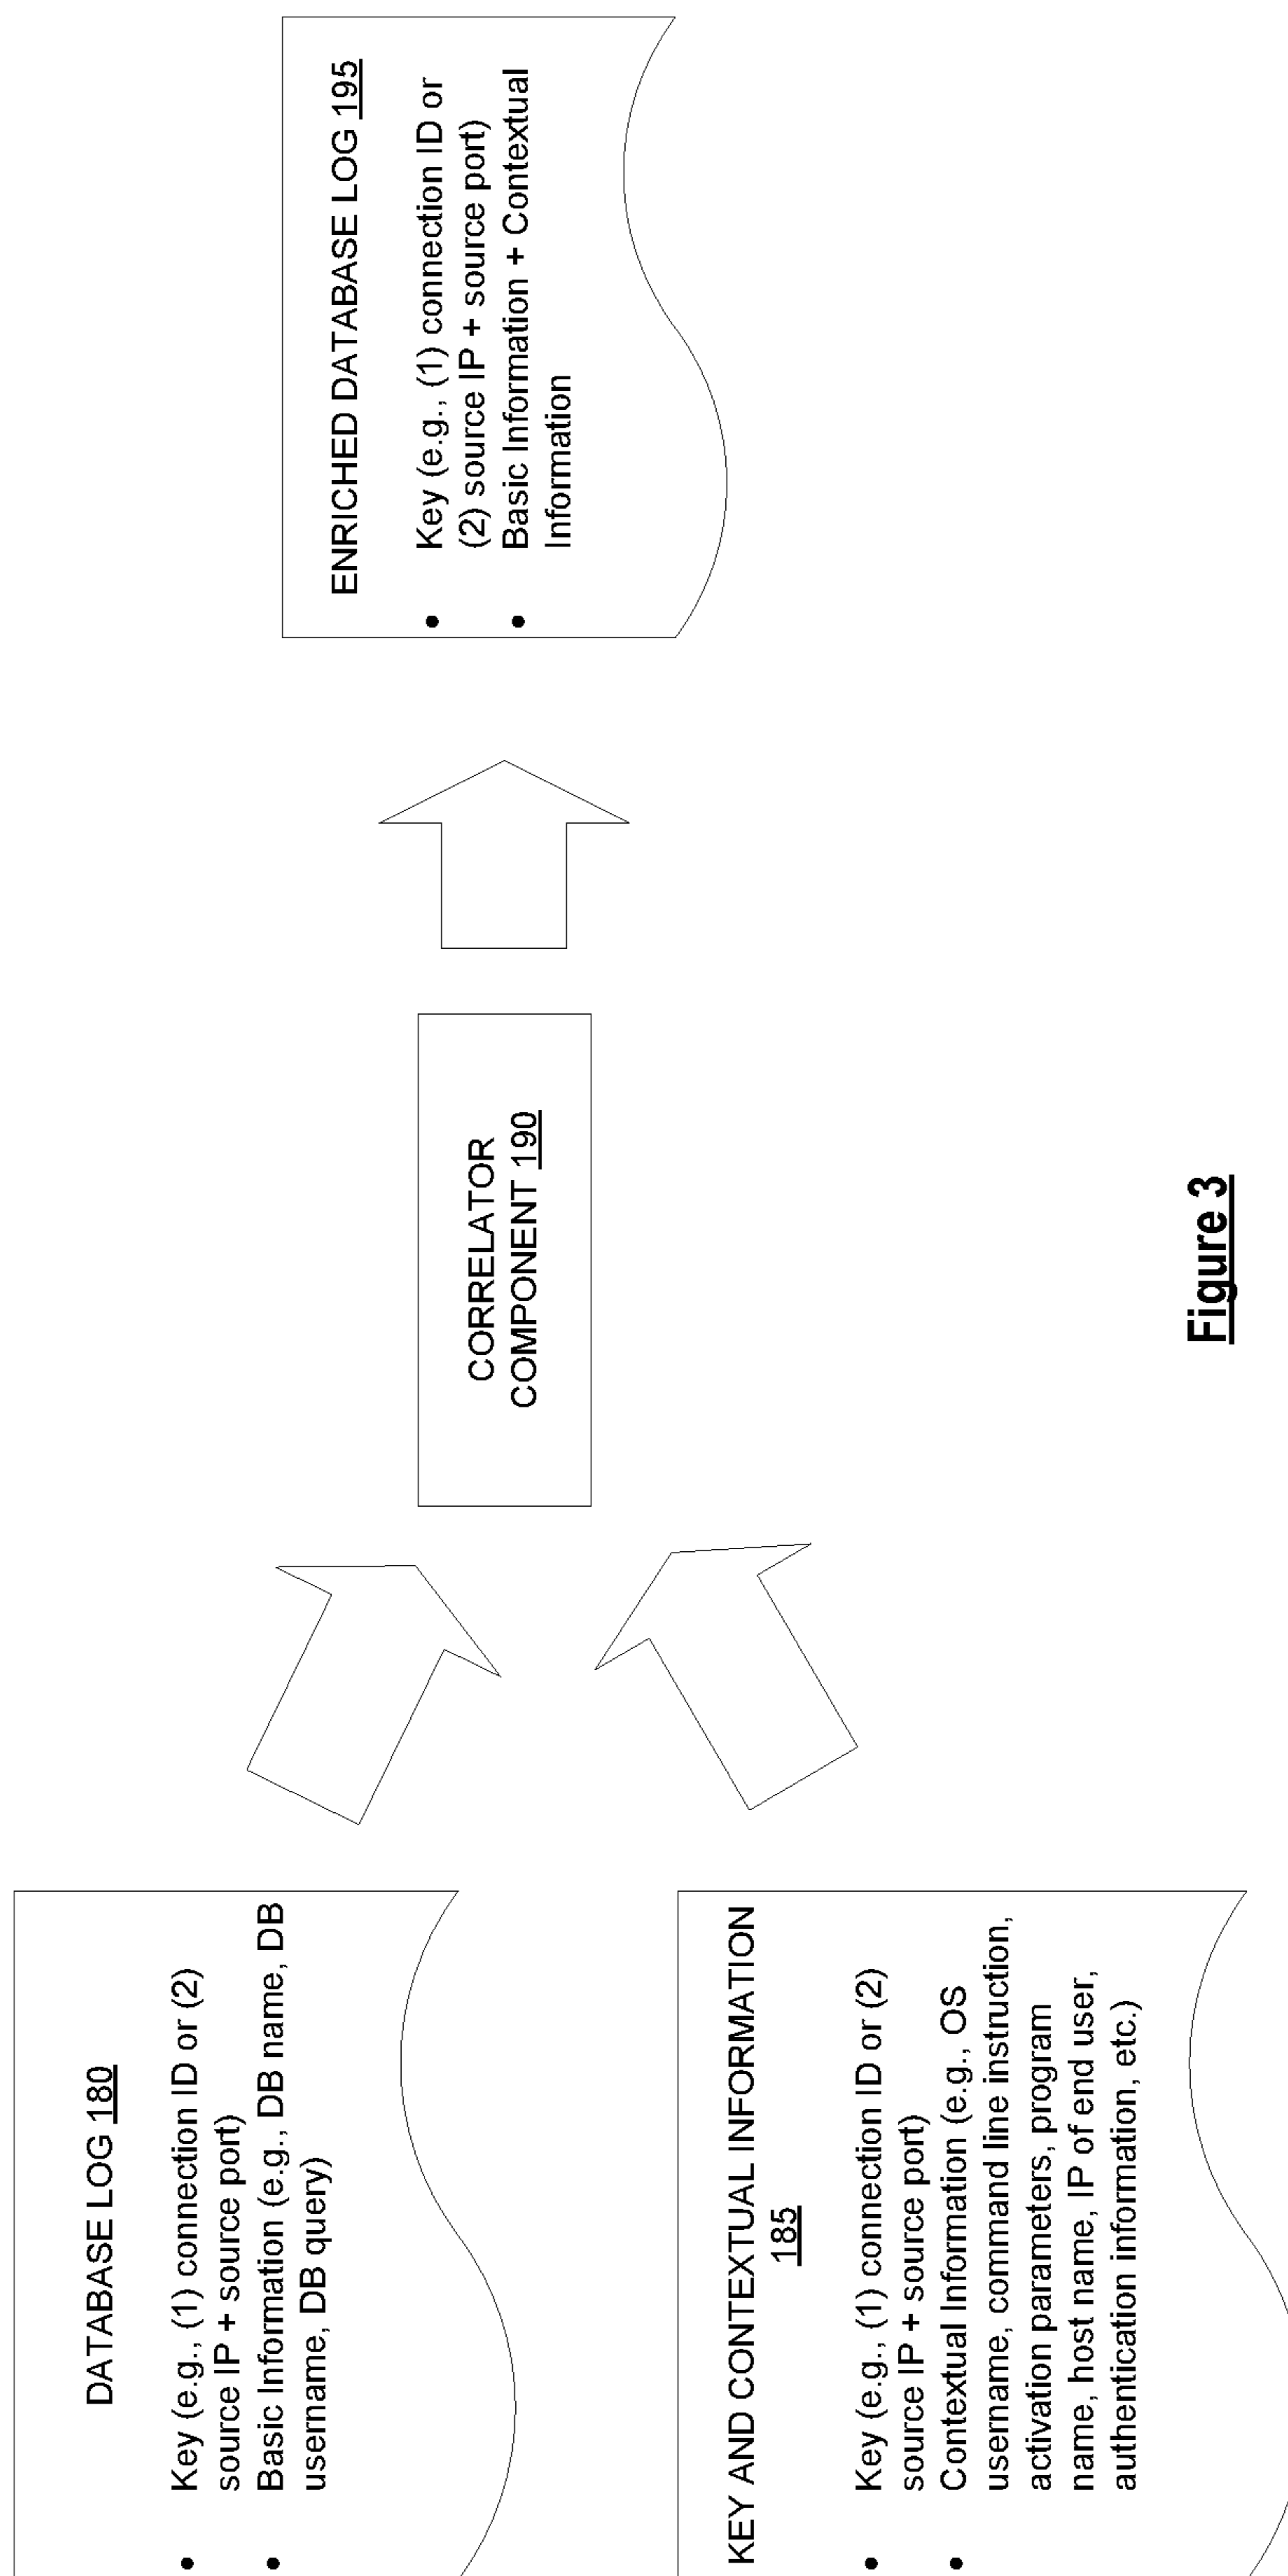 DATABASE LOG 180
• Key (e.g., (1) connection ID or (2)
source IP + source port)
• Basic Information (e.g., DB name, DB
username, DB query)
KEY AND CONTEXTUAL INFORMATION
185
• Key (e.g., (1) connection ID or (2)
source IP + source port)
• Contextual Information (e.g., OS
username, command line instruction,
activation parameters, program
name, host name, IP of end user,
authentication information, etc.)
CORRELATOR
COMPONENT 190
ENRICHED DATABASE LOG 195
• Key (e.g., (1) connection ID or
(2) source IP + source port)
• Basic Information + Contextual
Information
Figure 3